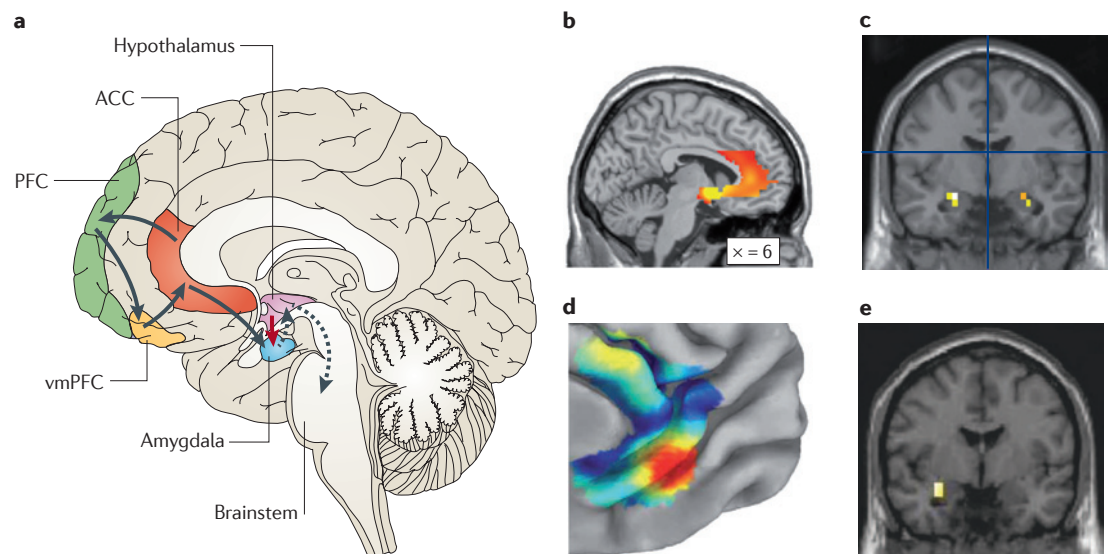 a
Hypothalamus
ACC
PFC
vmPFC
Amygdala
Brainstem
b
× = 6
c
d
e